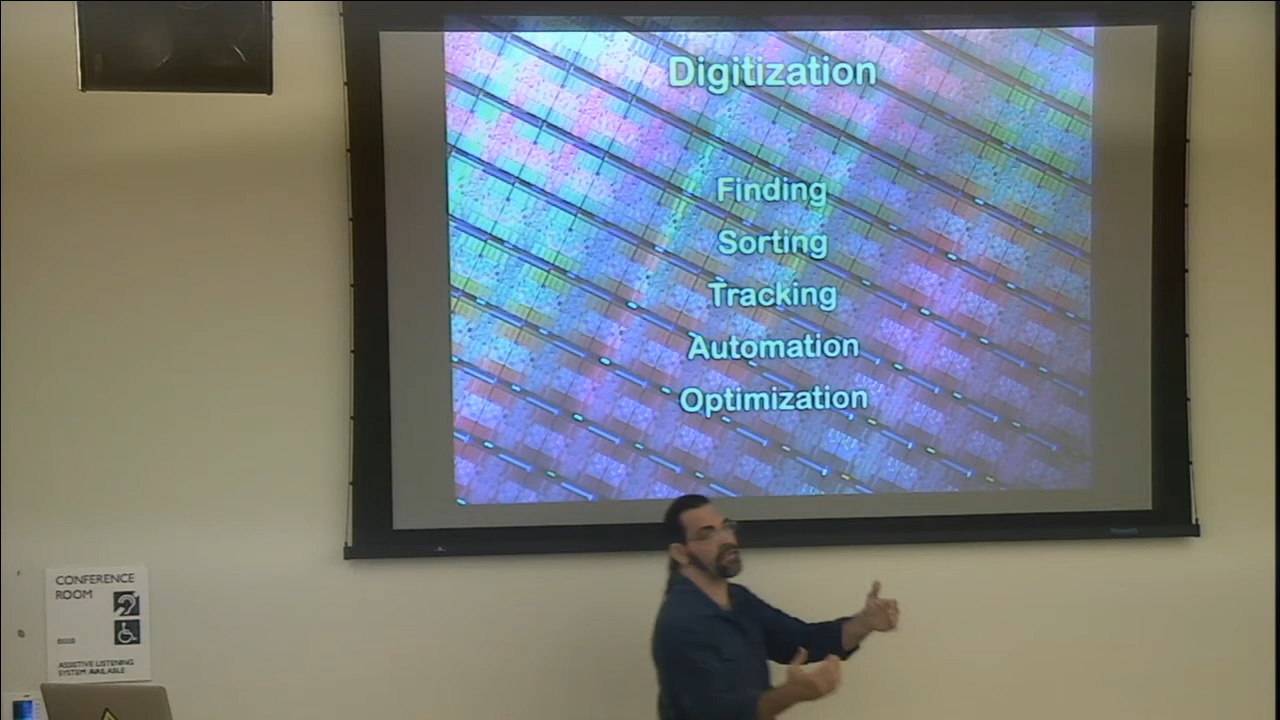 Digitization
Finding
Sorting
Tracking
Automation
Optimization
CONFERENCE
ROOM
ASSISTIVE LISTENING
SYSTEM AVAILABLE